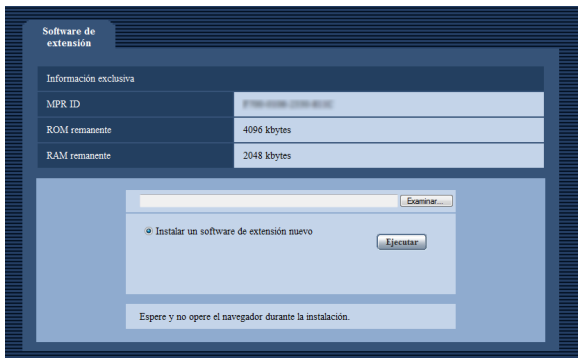 Software de
extensión
Información exclusiva
MPR ID
ROM remanente 4096 kbytes
RAM remanente 2048 kbytes
Examinar...
Instalar un software de extensión nuevo
Ejecutar
Espere y no opere el navegador durante la instalación.